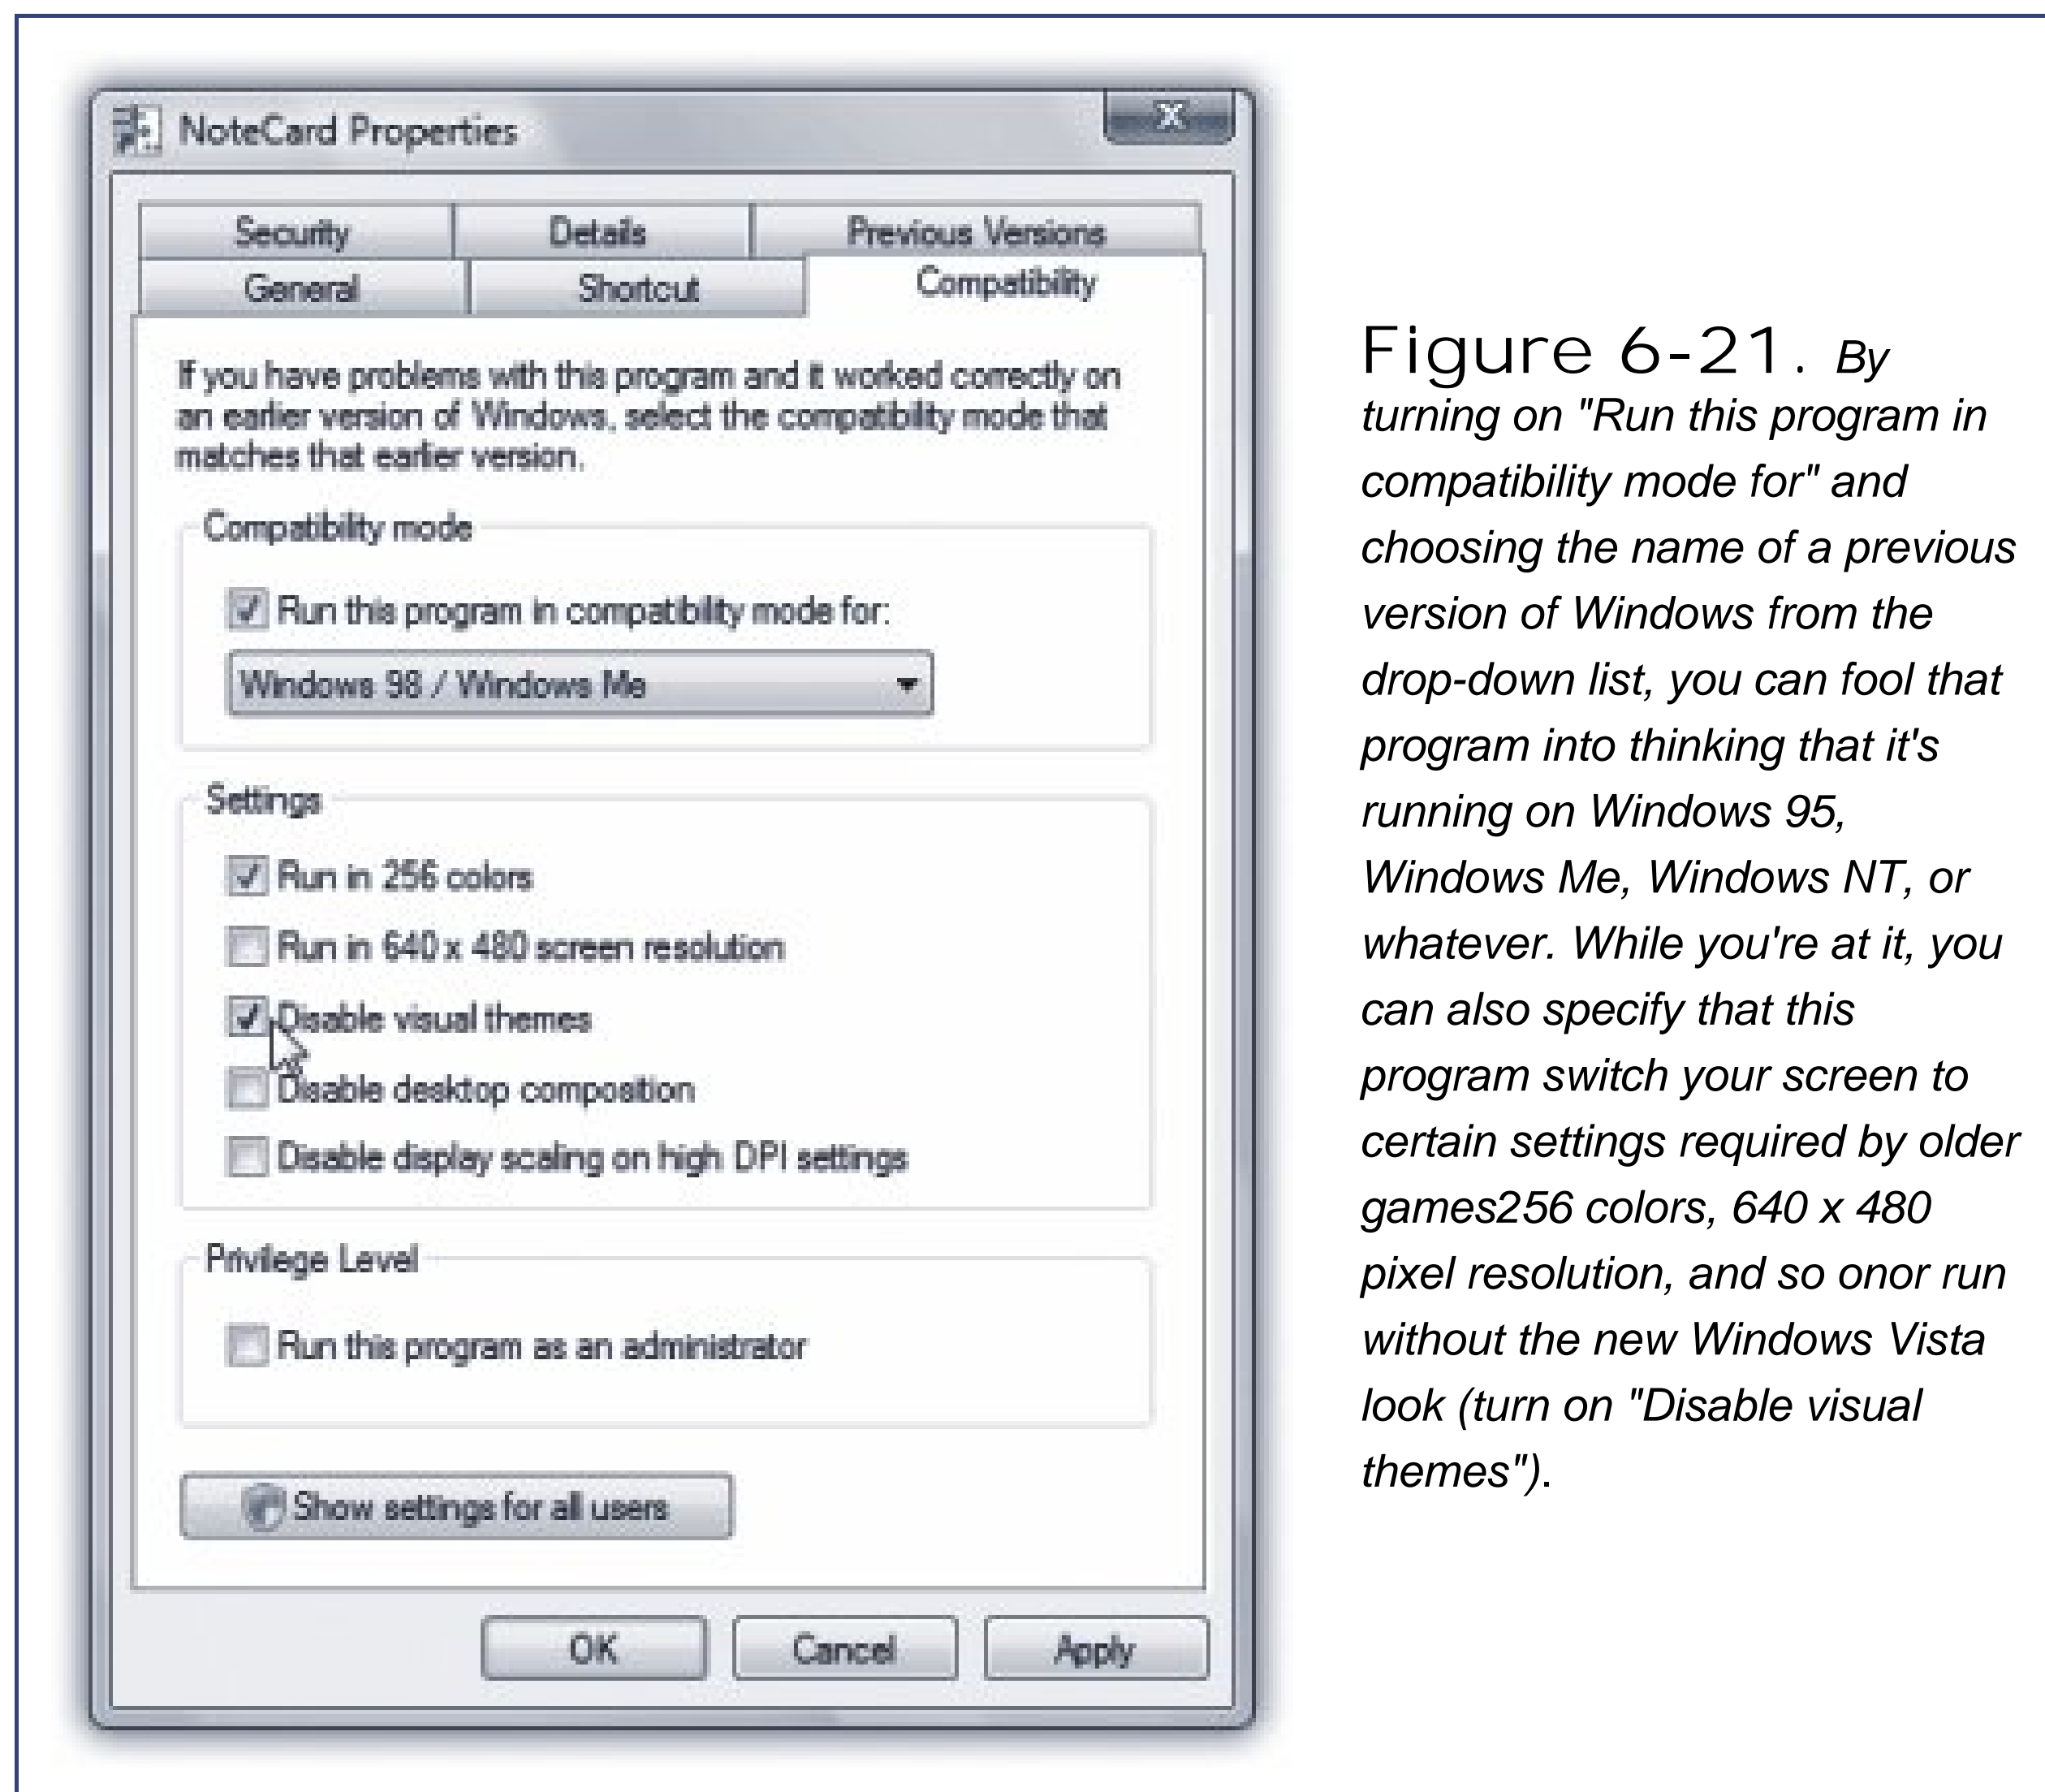 NoteCard Properties
Security Details Previous Versions
General Shortcut Compatibility
If you have problems with this program and it worked correctly on
an earlier version of Windows, select the compatibility mode that
matches that earlier version.
Compatibility mode
Run this program in compatibility mode for:
Windows 98 / Windows Me
Settings
Run in 256 colors
Run in 640 x 480 screen resolution
Disable visual themes
Disable desktop composition
Disable display scaling on high DPI settings
Privilege Level
Run this program as an administrator
Show settings for all users
OK Cancel Apply
Figure 6-21. By
turning on "Run this program in
compatibility mode for" and
choosing the name of a previous
version of Windows from the
drop-down list, you can fool that
program into thinking that it's
running on Windows 95,
Windows Me, Windows NT, or
whatever. While you're at it, you
can also specify that this
program switch your screen to
certain settings required by older
games256 colors, 640 x 480
pixel resolution, and so onor run
without the new Windows Vista
look (turn on "Disable visual
themes").